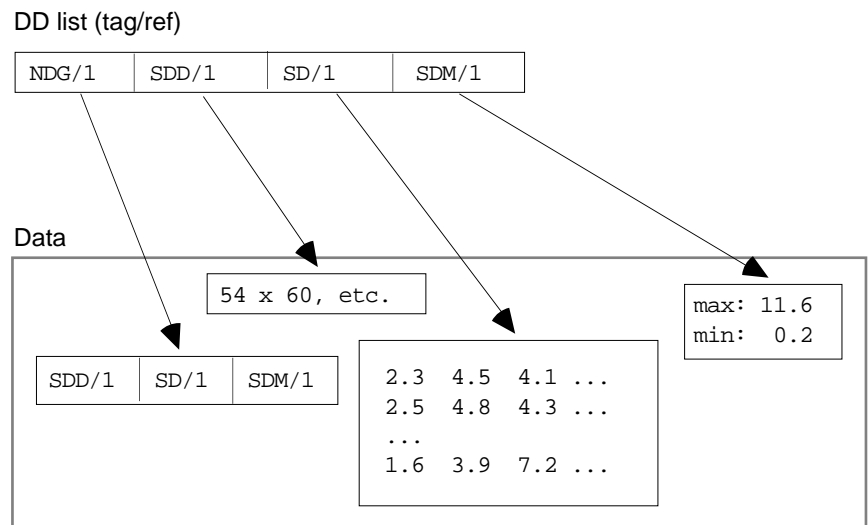 DD list (tag/ref)
NDG/1 SDD/1 SD/1 SDM/1
Data
54 x 60, etc.
max: 11.6
min: 0.2
SDD/1 SD/1 SDM/1
2.3 4.5 4.1 ...
2.5 4.8 4.3 ...
...
1.6 3.9 7.2 ...